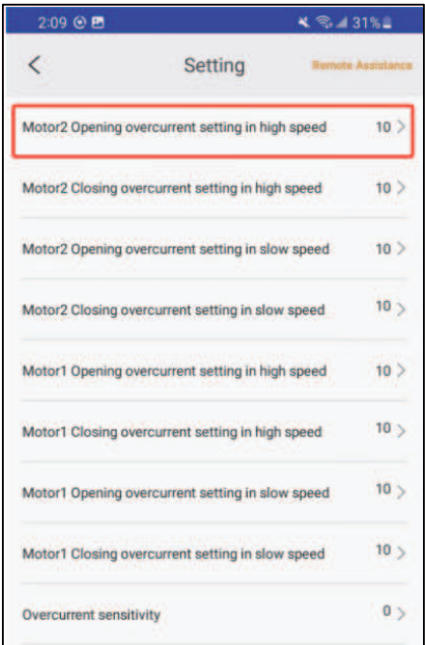 2:09 31%
Setting Remote Assistance
Motor2 Opening overcurrent setting in high speed 10
Motor2 Closing overcurrent setting in high speed 10
Motor2 Opening overcurrent setting in slow speed 10
Motor2 Closing overcurrent setting in slow speed 10
Motor1 Opening overcurrent setting in high speed 10
Motor1 Closing overcurrent setting in high speed 10
Motor1 Opening overcurrent setting in slow speed 10
Motor1 Closing overcurrent setting in slow speed 10
Overcurrent sensitivity 0